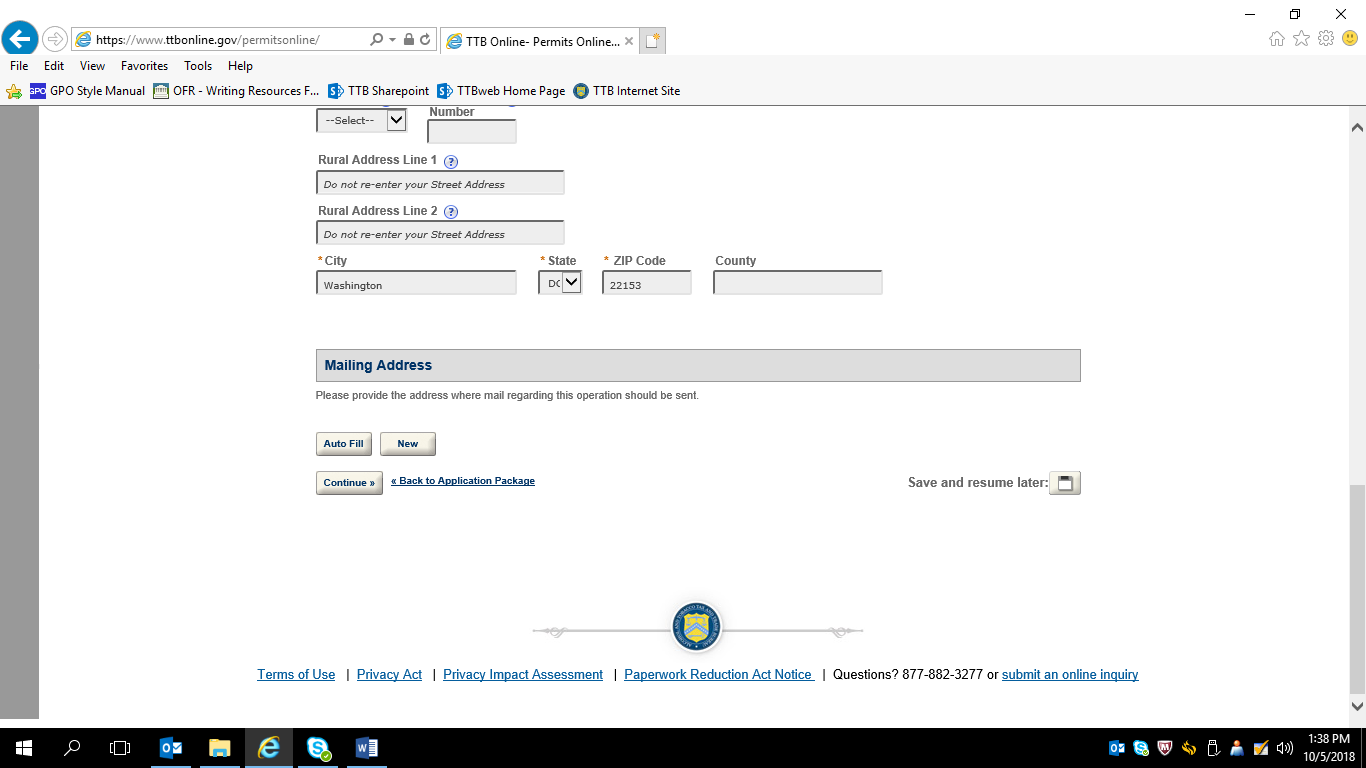 https://www.ttbonline.gov/permitsonline/
TTB Online- Permits Online...
File Edit View Favorites Tools Help
GPO GPO Style Manual OFR - Writing Resources F... TTB Sharepoint TTBweb Home Page TTB Internet Site
Number
--Select--
Rural Address Line 1 ?
Do not re-enter your Street Address
Rural Address Line 2 ?
Do not re-enter your Street Address
* City * State * ZIP Code County
Washington DC 22153
Mailing Address
Please provide the address where mail regarding this operation should be sent.
Auto Fill New
Continue » « Back to Application Package Save and resume later:
Terms of Use | Privacy Act | Privacy Impact Assessment | Paperwork Reduction Act Notice | Questions? 877-882-3277 or submit an online inquiry
1:38 PM
10/5/2018